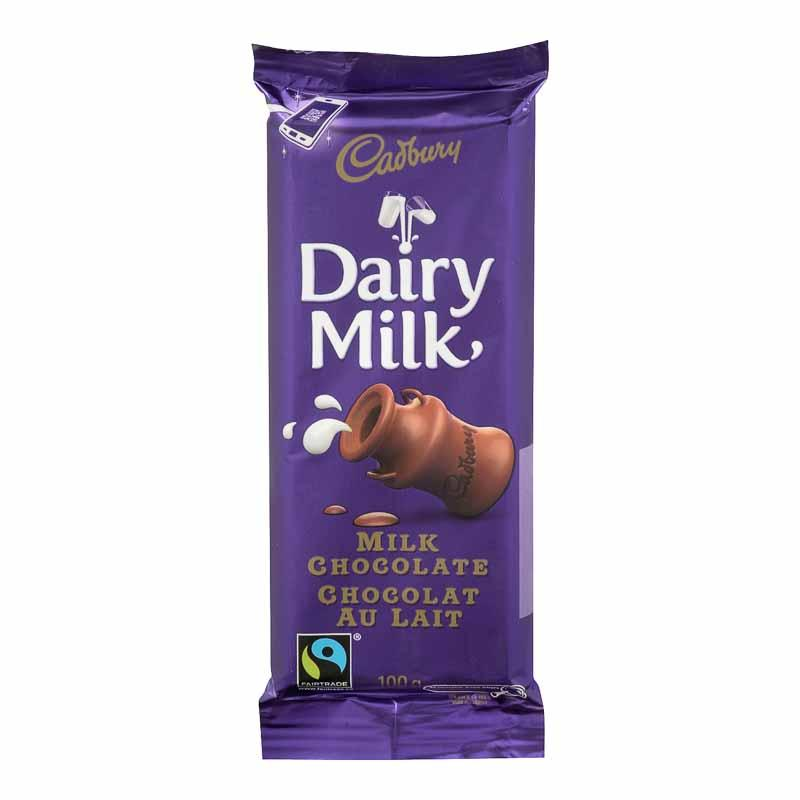 Cadbury
Dairy
Milk
Cadbury
MILK
CHOCOLATE
CHOCOLAT
AU LAIT
FAIRTRADE
®
100 g